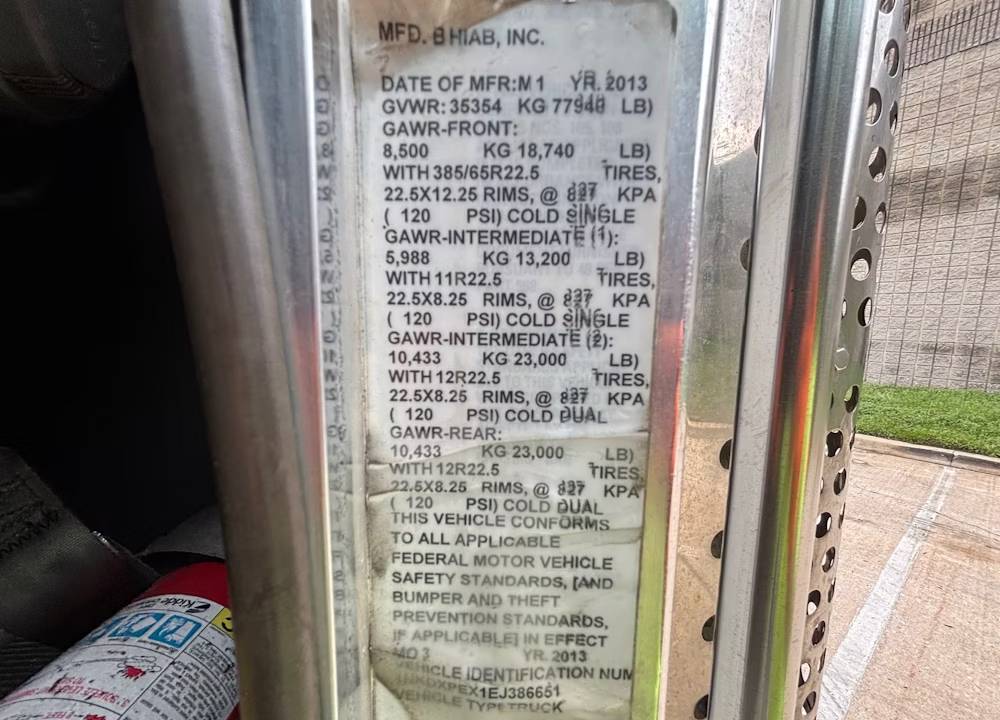 MFD. B HIAB, INC.
DATE OF MFR:M 1 YR. 2013
GVWR: 35354 KG 77940 LB)
GAWR-FRONT:
8,500 KG 18,740 LB)
WITH 385/65R22.5 TIRES,
22.5X12.25 RIMS, @ 827 KPA
( 120 PSI) COLD SINGLE
GAWR-INTERMEDIATE (1):
5,988 KG 13,200 LB)
WITH 11R22.5 TIRES,
22.5X8.25 RIMS, @ 827 KPA
( 120 PSI) COLD SINGLE
GAWR-INTERMEDIATE (2):
10,433 KG 23,000 LB)
WITH 12R22.5 TIRES,
22.5X8.25 RIMS, @ 827 KPA
( 120 PSI) COLD DUAL
GAWR-REAR:
10,433 KG 23,000 LB)
WITH 12R22.5 TIRES,
22.5X8.25 RIMS, @ 827 KPA
( 120 PSI) COLD DUAL
THIS VEHICLE CONFORMS
TO ALL APPLICABLE
FEDERAL MOTOR VEHICLE
SAFETY STANDARDS, [AND
BUMPER AND THEFT
PREVENTION STANDARDS,
IF APPLICABLE] IN EFFECT
MO 3 YR. 2013
VEHICLE IDENTIFICATION NUM
VEHICLE TYPE TRUCK
Kidde